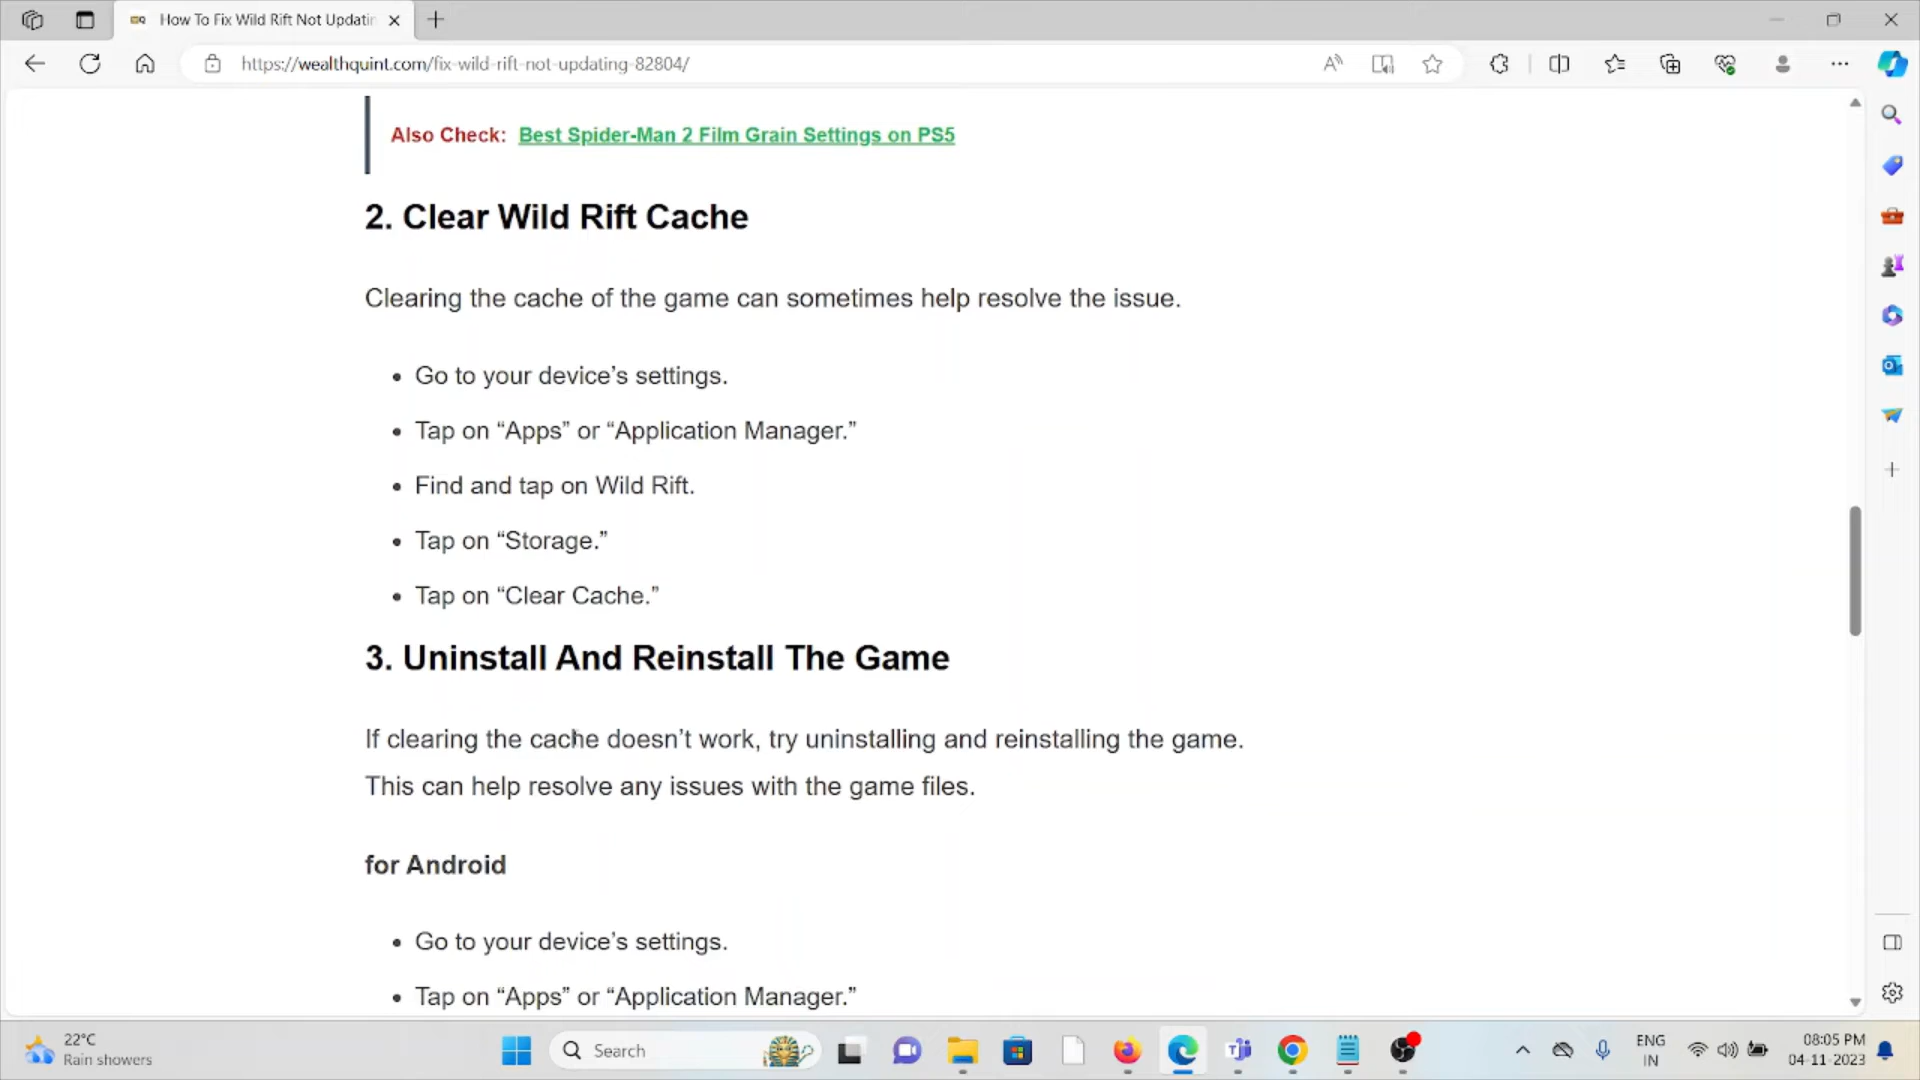 How To Fix Wild Rift Not Updatin
https://wealthquint.com/fix-wild-rift-not-updating-82804/
Also Check: Best Spider-Man 2 Film Grain Settings on PS5
2. Clear Wild Rift Cache
Clearing the cache of the game can sometimes help resolve the issue.
• Go to your device’s settings.
• Tap on “Apps” or “Application Manager.”
• Find and tap on Wild Rift.
• Tap on “Storage.”
• Tap on “Clear Cache.”
3. Uninstall And Reinstall The Game
If clearing the cache doesn’t work, try uninstalling and reinstalling the game.
This can help resolve any issues with the game files.
for Android
• Go to your device’s settings.
• Tap on “Apps” or “Application Manager.”
22°C
Rain showers
Search
ENG
IN
08:05 PM
04-11-2023